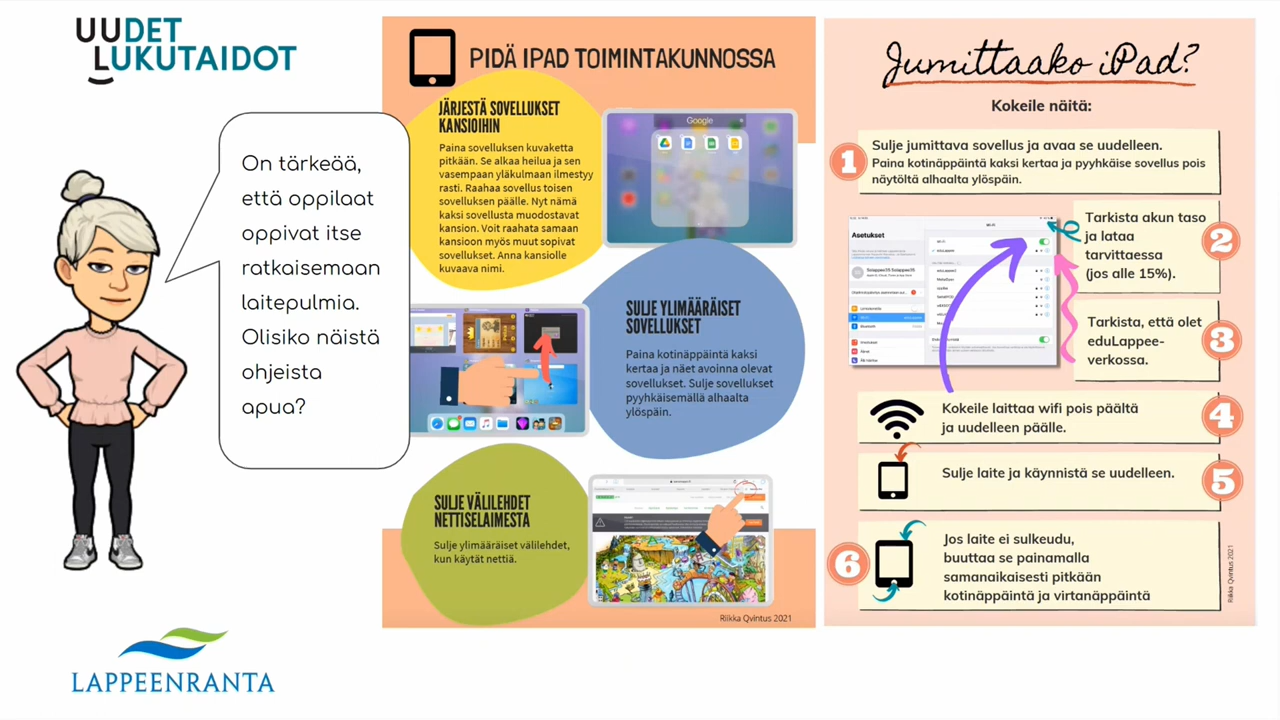 UUDET
LUKUTAIDOT
On tärkeää,
että oppilaat
oppivat itse
ratkaisemaan
laitepulmia.
Olisiko näistä
ohjeista
apua?
LAPPEENRANTA
PIDÄ IPAD TOIMINTAKUNNOSSA
JÄRJESTÄ SOVELLUKSET
KANSIOIHIN
Paina sovelluksen kuvaketta
pitkään. Se alkaa heilua ja sen
vasempaan yläkulmaan ilmestyy
rasti. Raahaa sovellus toisen
sovelluksen päälle. Nyt nämä
kaksi sovellusta muodostavat
kansion. Voit raahata samaan
kansioon myös muut sopivat
sovellukset. Anna kansiolle
kuvaava nimi.
Google
SULJE YLIMÄÄRÄISET
SOVELLUKSET
Paina kotinäppäintä kaksi
kertaa ja näet avoinna olevat
sovellukset. Sulje sovellukset
pyyhkäisemällä alhaalta
ylöspäin.
SULJE VÄLILEHDET
NETTISELAIMESTA
Sulje ylimääräiset välilehdet,
kun käytät nettiä.
Riikka Qvintus 2021
Jumittaako iPad?
Kokeile näitä:
1
Sulje jumittava sovellus ja avaa se uudelleen.
Paina kotinäppäintä kaksi kertaa ja pyyhkäise sovellus pois
näytöltä alhaalta ylöspäin.
Asetukset
Wi-Fi
Tarkista akun taso
ja lataa
tarvittaessa
(jos alle 15%).
2
Tarkista, että olet
eduLappee-
verkossa.
3
Kokeile laittaa wifi pois päältä
ja uudelleen päälle.
4
Sulje laite ja käynnistä se uudelleen.
5
6
Jos laite ei sulkeudu,
buuttaa se painamalla
samanaikaisesti pitkään
kotinäppäintä ja virtanäppäintä
Riikka Qvintus 2021